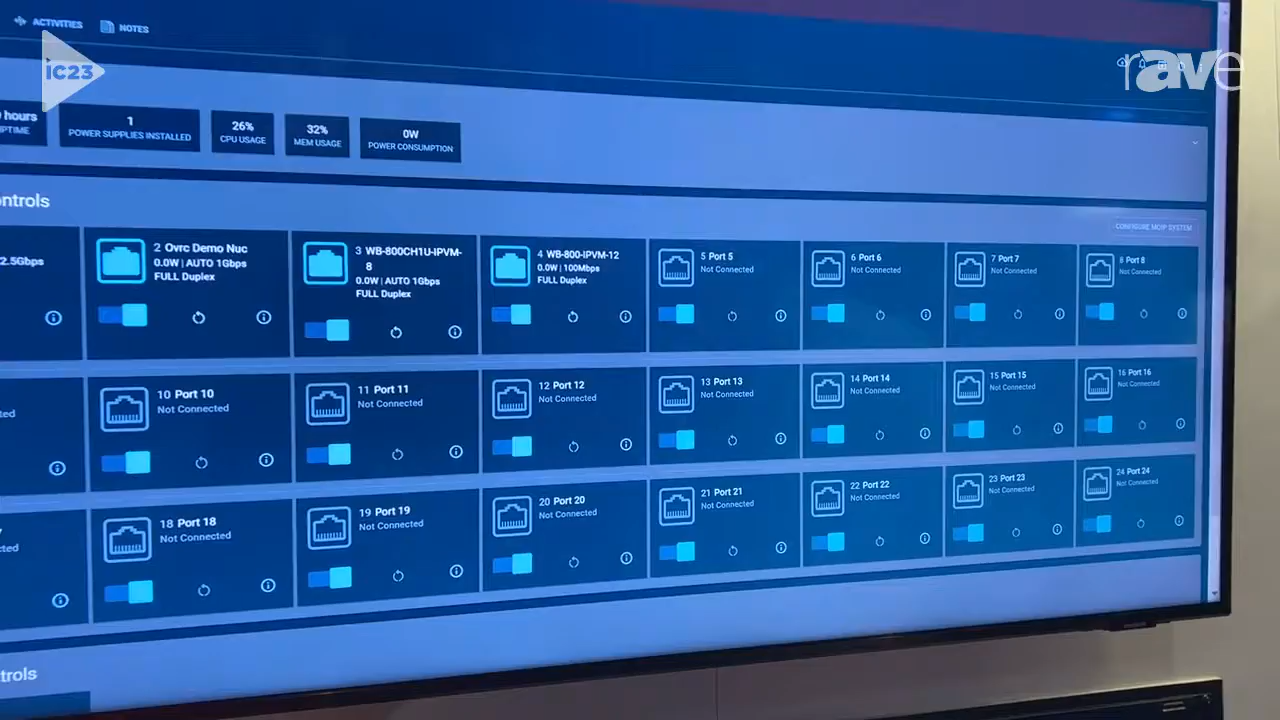 ACTIVITIES
NOTES
iC23
rave
hours
1
POWER SUPPLIES INSTALLED
26%
CPU USAGE
32%
MEM USAGE
0W
POWER CONSUMPTION
ntrols
CONFIGURE MOIP SYSTEM
2.5Gbps
2 Ovrc Demo Nuc
0.0W | AUTO 1Gbps
FULL Duplex
3 WB-800CH1U-IPVM-
8
0.0W | AUTO 1Gbps
FULL Duplex
4 WB-800-IPVM-12
0.0W | 100Mbps
FULL Duplex
5 Port 5
Not Connected
6 Port 6
Not Connected
7 Port 7
Not Connected
8 Port 8
Not Connected
10 Port 10
Not Connected
11 Port 11
Not Connected
12 Port 12
Not Connected
13 Port 13
Not Connected
14 Port 14
Not Connected
15 Port 15
Not Connected
16 Port 16
Not Connected
18 Port 18
Not Connected
19 Port 19
Not Connected
20 Port 20
Not Connected
21 Port 21
Not Connected
22 Port 22
Not Connected
23 Port 23
Not Connected
24 Port 24
Not Connected
trols